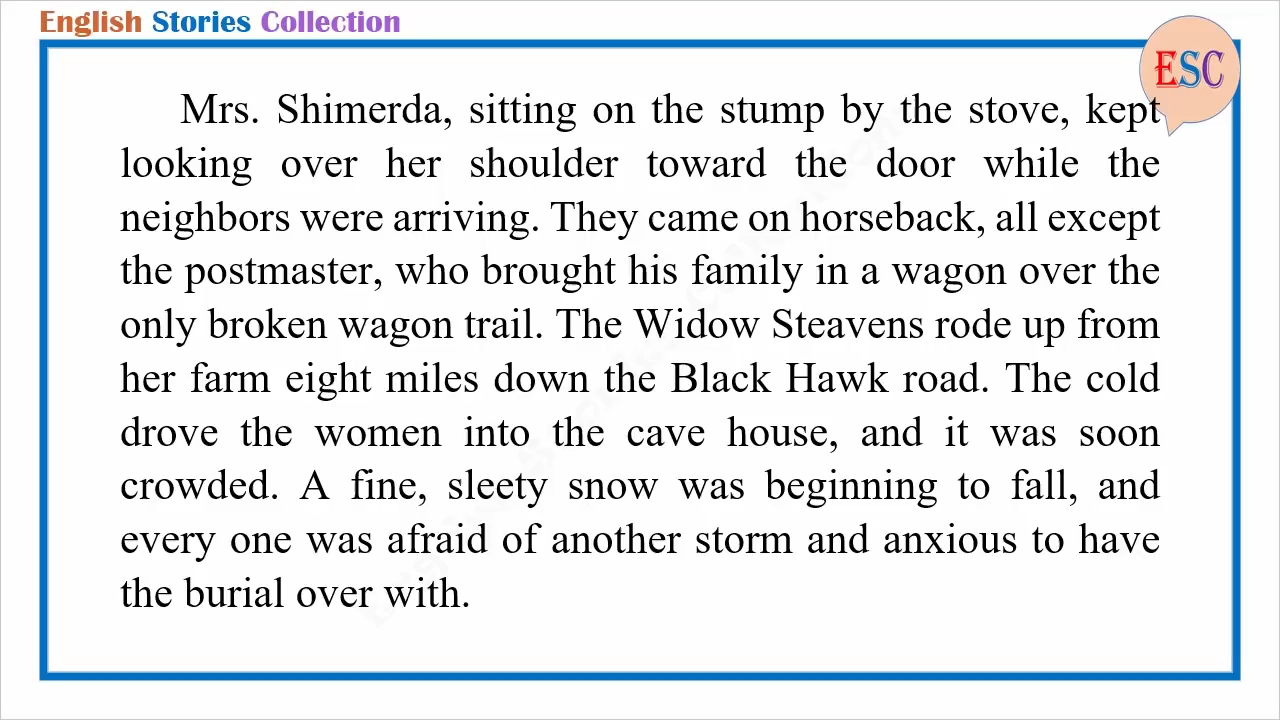 English Stories Collection
ESC
Mrs. Shimerda, sitting on the stump by the stove, kept
looking over her shoulder toward the door while the
neighbors were arriving. They came on horseback, all except
the postmaster, who brought his family in a wagon over the
only broken wagon trail. The Widow Steavens rode up from
her farm eight miles down the Black Hawk road. The cold
drove the women into the cave house, and it was soon
crowded. A fine, sleety snow was beginning to fall, and
every one was afraid of another storm and anxious to have
the burial over with.